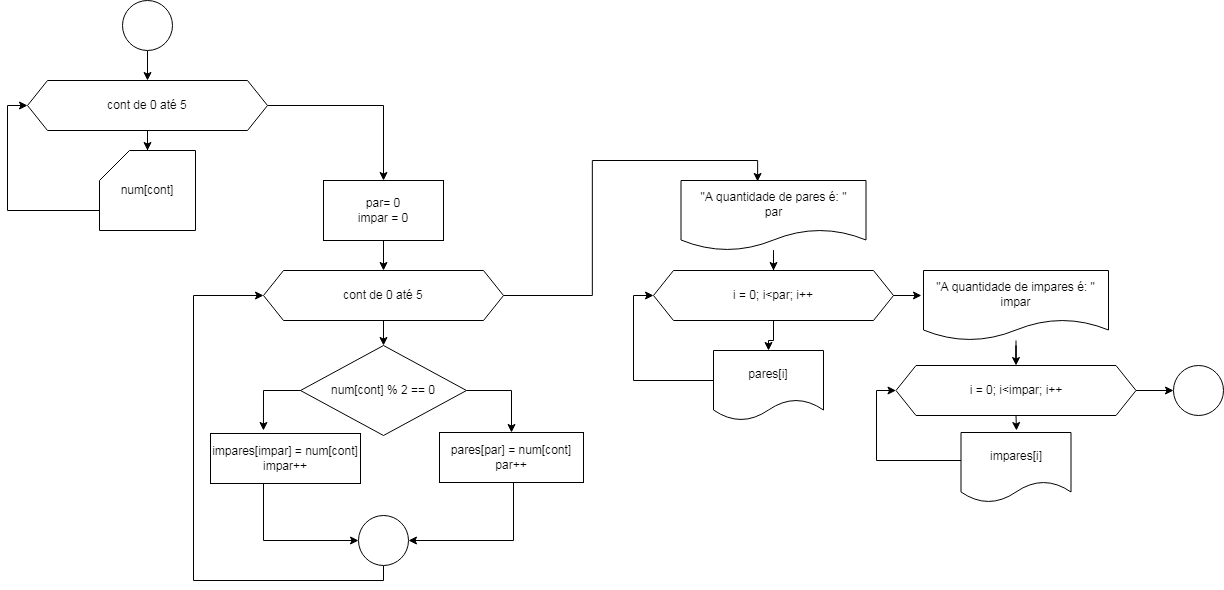 cont de 0 até 5
num[cont]
par= 0
impar = 0
cont de 0 até 5
num[cont] % 2 == 0
impares[impar] = num[cont]
impar++
pares[par] = num[cont]
par++
"A quantidade de pares é: "
par
i = 0; i<par; i++
pares[i]
"A quantidade de impares é: "
impar
i = 0; i<impar; i++
impares[i]